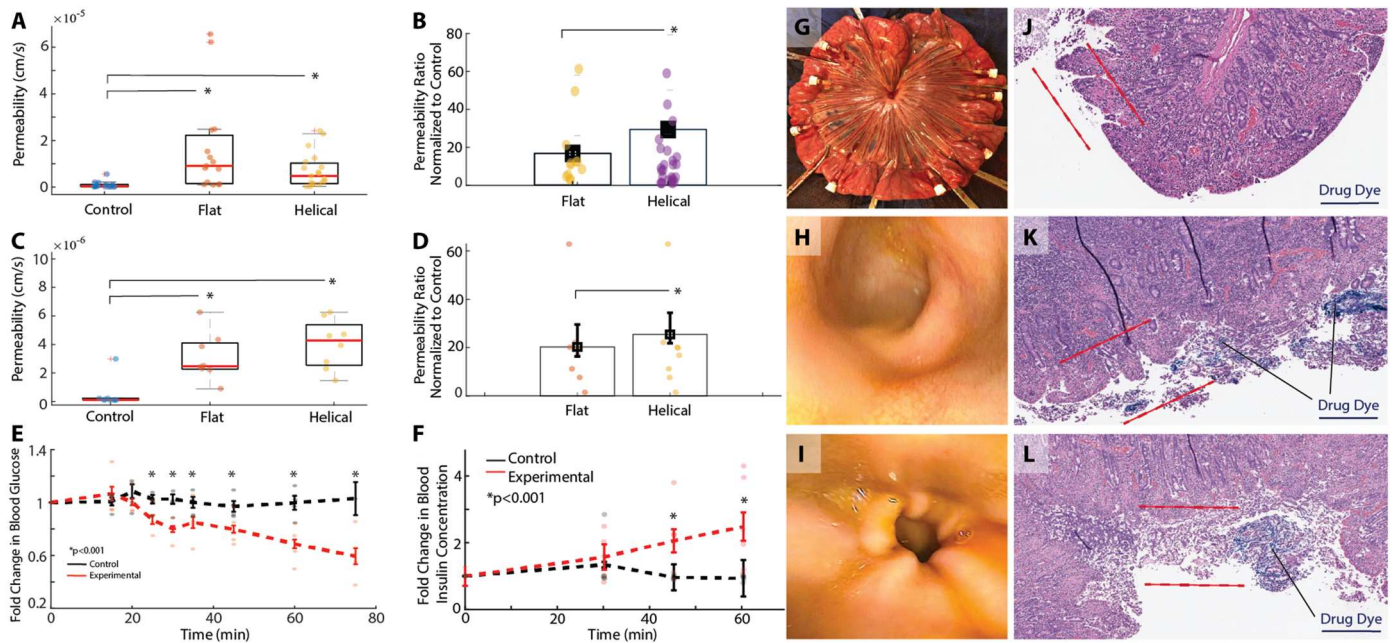 A
×10⁻⁵
Permeability (cm/s)
6
4
2
0
*
*
Control
Flat
Helical
B
Permeability Ratio
Normalized to Control
80
60
40
20
0
*
Flat
Helical
C
×10⁻⁶
Permeability (cm/s)
10
8
6
4
2
0
*
*
Control
Flat
Helical
D
Permeability Ratio
Normalized to Control
80
60
40
20
0
*
Flat
Helical
E
Fold Change in Blood Glucose
1.4
1
0.6
0.2
* * * * * *
*p<0.001
Control
Experimental
0 20 40 60 80
Time (min)
F
Fold Change in Blood
Insulin Concentration
4
2
0
Control
Experimental
*p<0.001
*
*
0 20 40 60
Time (min)
G
H
I
J
Drug Dye
K
Drug Dye
L
Drug Dye